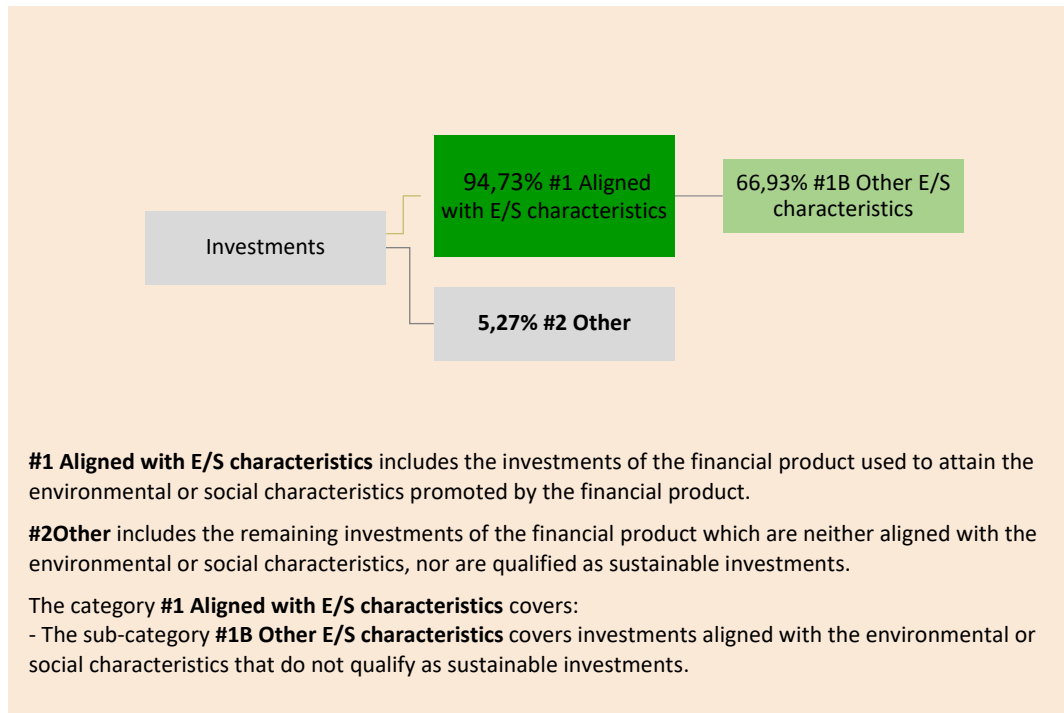 94,73% #1 Aligned
with E/S characteristics
66,93% #1B Other E/S
characteristics
Investments
5,27% #2 Other
#1 Aligned with E/S characteristics includes the investments of the financial product used to attain the
environmental or social characteristics promoted by the financial product.
#2Other includes the remaining investments of the financial product which are neither aligned with the
environmental or social characteristics, nor are qualified as sustainable investments.
The category #1 Aligned with E/S characteristics covers:
- The sub-category #1B Other E/S characteristics covers investments aligned with the environmental or
social characteristics that do not qualify as sustainable investments.